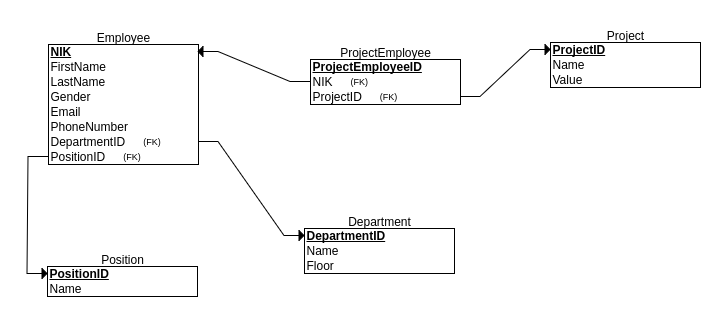 Employee
NIK
FirstName
LastName
Gender
Email
PhoneNumber
DepartmentID (FK)
PositionID (FK)
ProjectEmployee
ProjectEmployeeID
NIK (FK)
ProjectID (FK)
Project
ProjectID
Name
Value
Department
DepartmentID
Name
Floor
Position
PositionID
Name